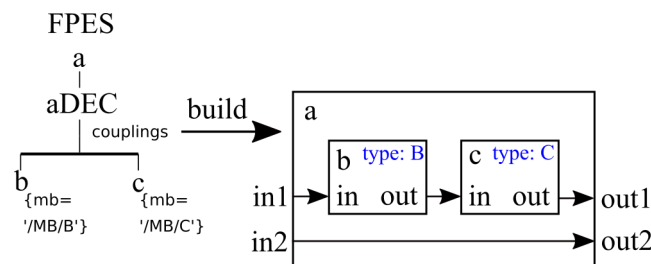 FPES
a
aDEC
couplings
b
{mb=
'/MB/B'}
c
{mb=
'/MB/C'}
build
a
b type: B
in out
c type: C
in out
in1
out1
in2
out2